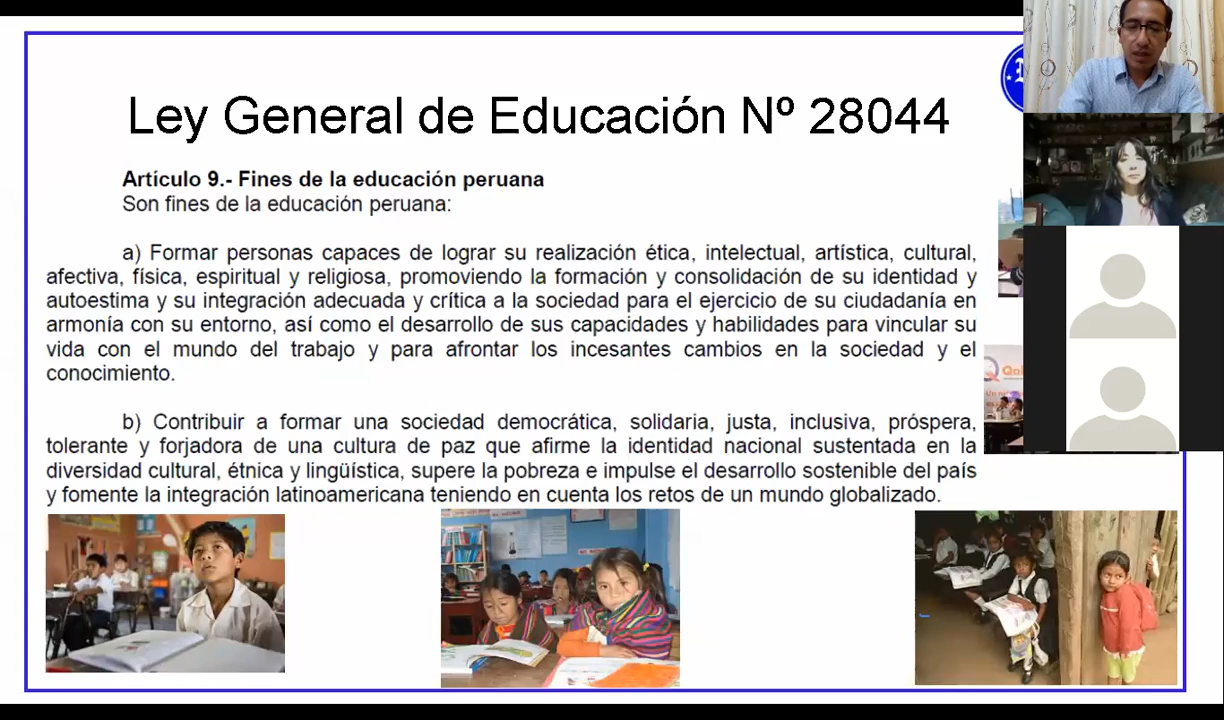 Ley General de Educación Nº 28044
Artículo 9.- Fines de la educación peruana
Son fines de la educación peruana:
a) Formar personas capaces de lograr su realización ética, intelectual, artística, cultural,
afectiva, física, espiritual y religiosa, promoviendo la formación y consolidación de su identidad y
autoestima y su integración adecuada y crítica a la sociedad para el ejercicio de su ciudadanía en
armonía con su entorno, así como el desarrollo de sus capacidades y habilidades para vincular su
vida con el mundo del trabajo y para afrontar los incesantes cambios en la sociedad y el
conocimiento.
b) Contribuir a formar una sociedad democrática, solidaria, justa, inclusiva, próspera,
tolerante y forjadora de una cultura de paz que afirme la identidad nacional sustentada en la
diversidad cultural, étnica y lingüística, supere la pobreza e impulse el desarrollo sostenible del país
y fomente la integración latinoamericana teniendo en cuenta los retos de un mundo globalizado.